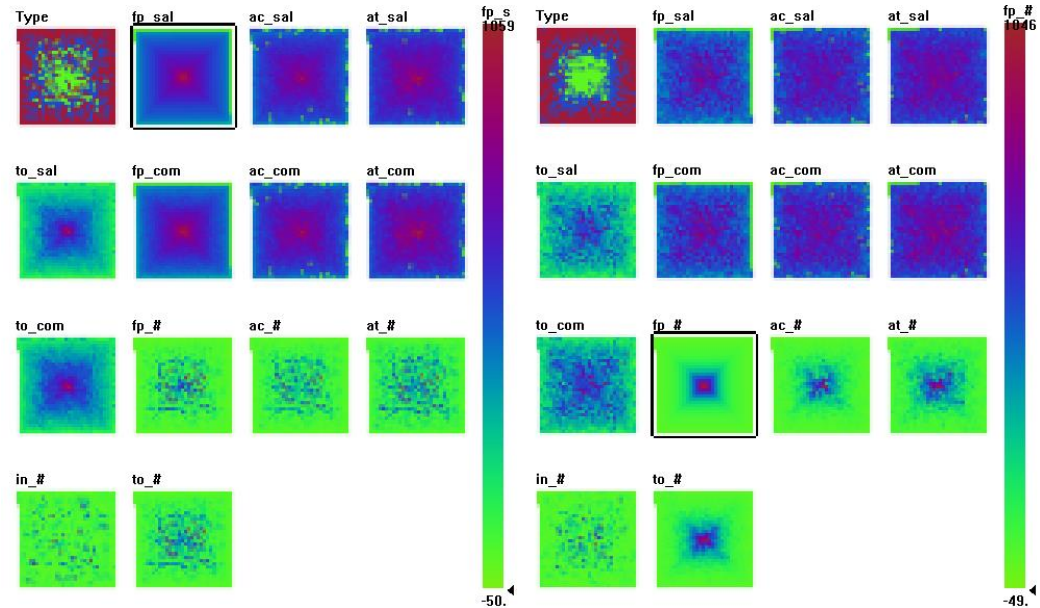 Type fp_sal ac_sal at_sal fp_s
1059
to_sal fp_com ac_com at_com
to_com fp_# ac_# at_#
in_# to_#
-50.
Type fp_sal ac_sal at_sal fp_#
1046
to_sal fp_com ac_com at_com
to_com fp_# ac_# at_#
in_# to_#
-49.